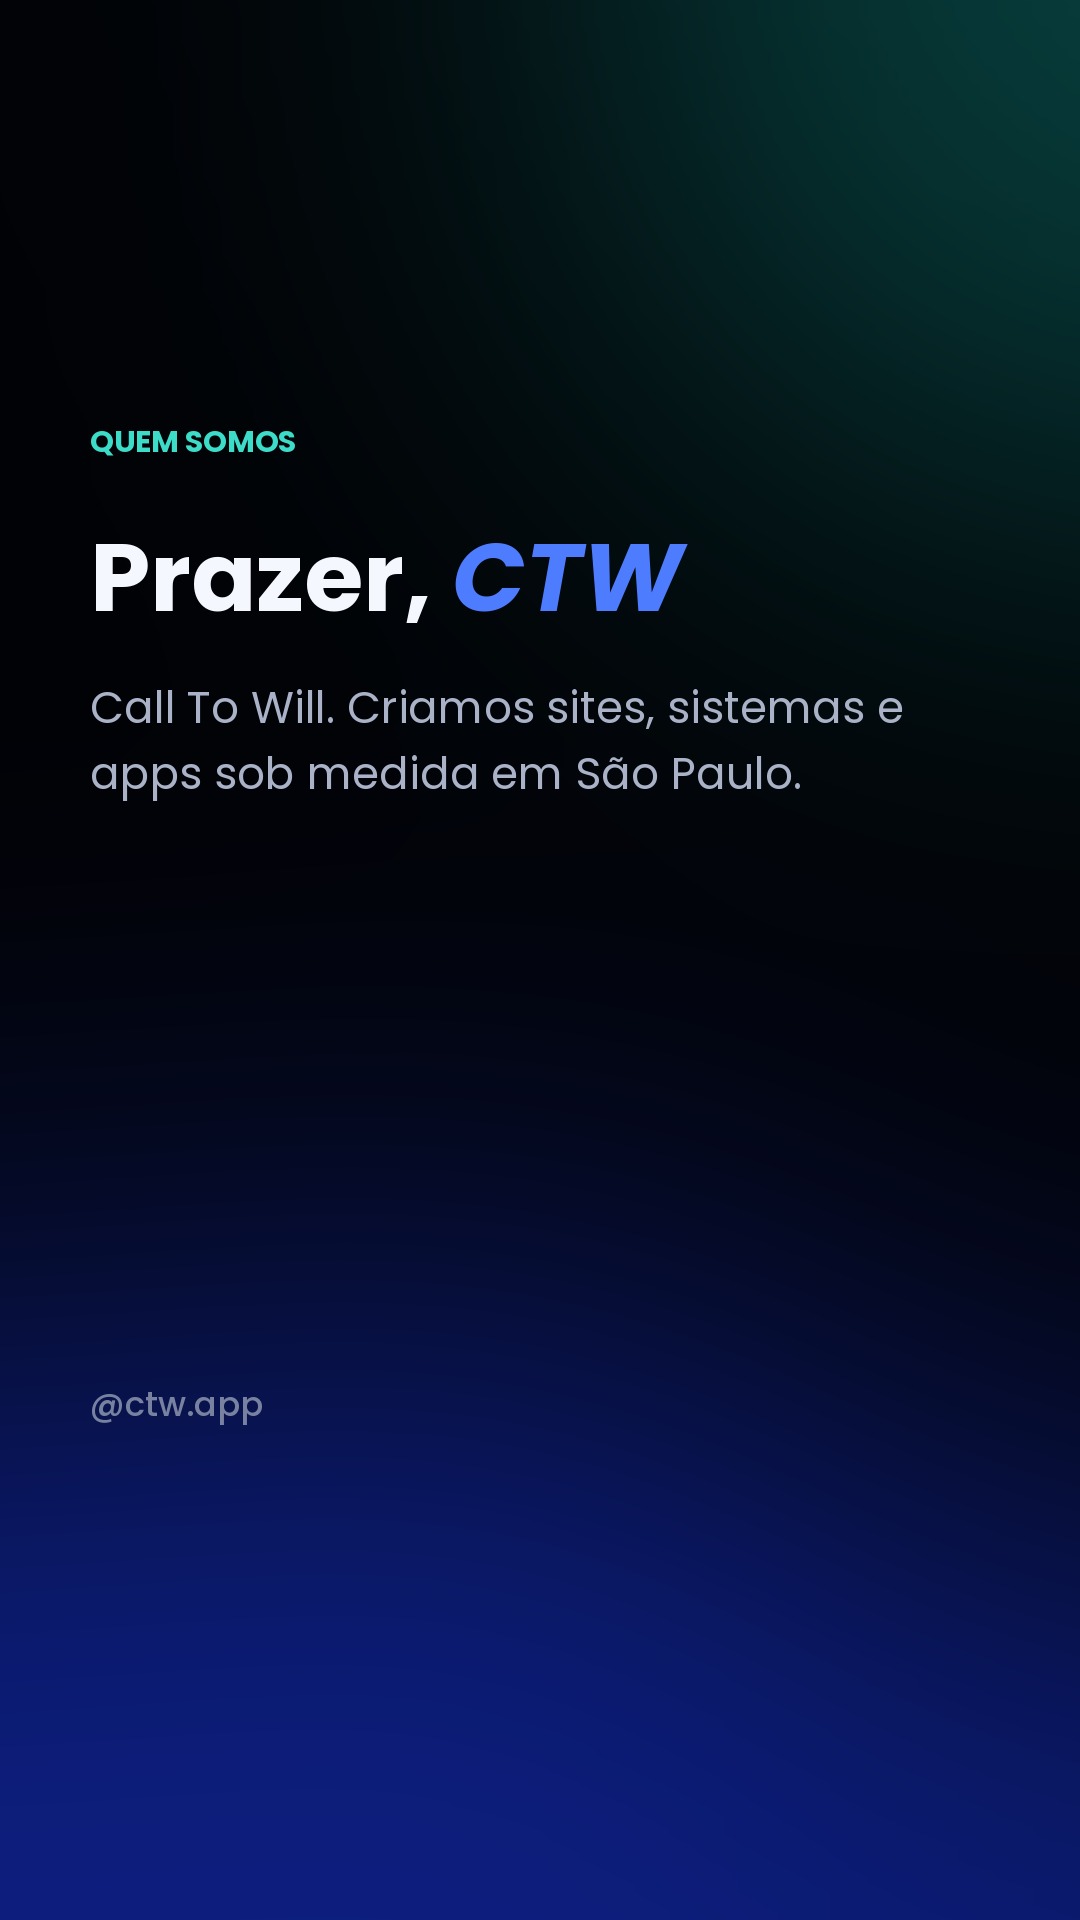 QUEM SOMOS
Prazer, CTW
Call To Will. Criamos sites, sistemas e
apps sob medida em São Paulo.
@ctw.app